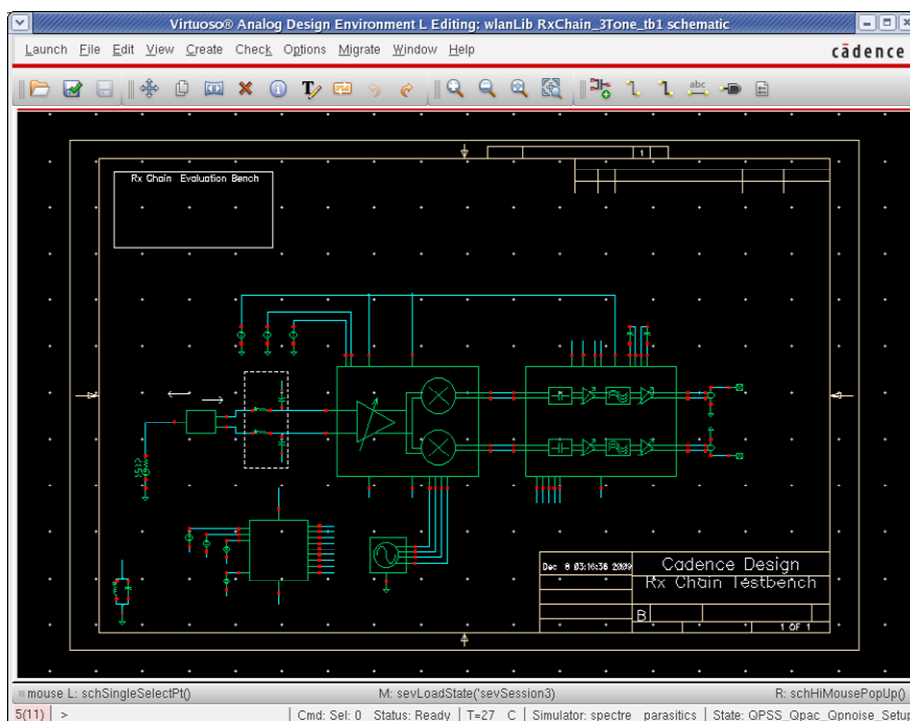 Virtuoso® Analog Design Environment L Editing: wlanLib RxChain_3Tone_tb1 schematic
Launch File Edit View Create Check Options Migrate Window Help
cādence
abc
1
Rx Chain Evaluation Bench
Dec 8 03:16:38 2009
Cadence Design
Rx Chain Testbench
B
1 OF 1
mouse L: schSingleSelectPt() M: sevLoadState('sevSession3) R: schHiMousePopUp()
5(11) > Cmd: Sel: 0 Status: Ready T=27 C Simulator: spectre parasitics State: QPSS_Qpac_Qpnoise_Setup